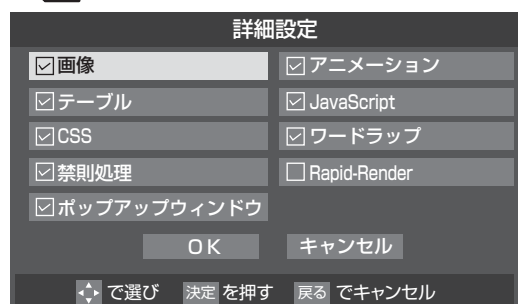 詳細設定
画像 アニメーション
テーブル JavaScript
CSS ワードラップ
禁則処理 Rapid-Render
ポップアップウィンドウ
OK キャンセル
で選び 決定 を押す 戻る でキャンセル